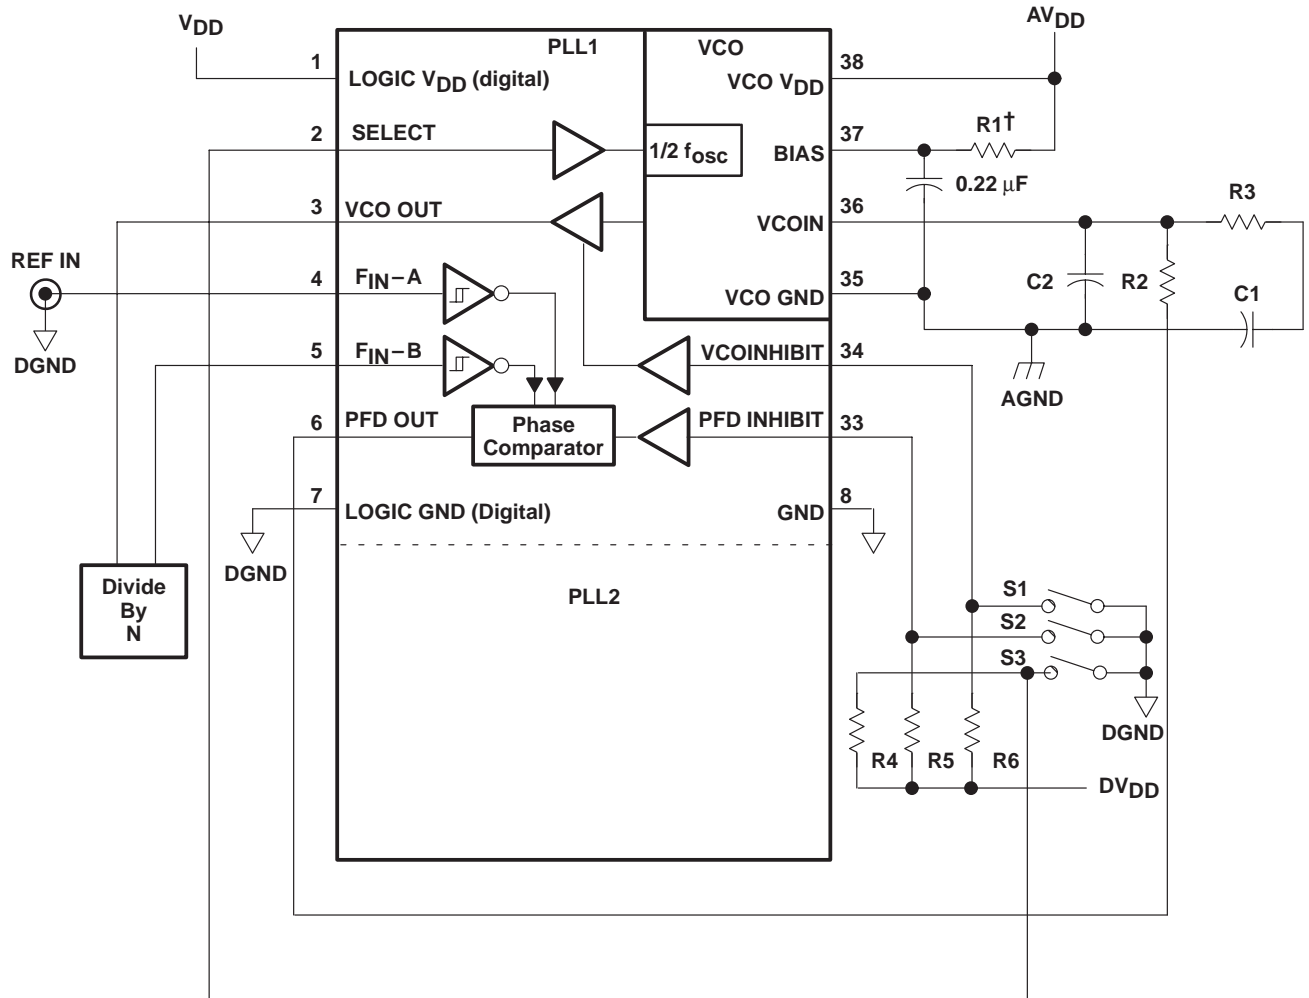 VDD
AVDD
PLL1
VCO
1
LOGIC VDD (digital)
VCO VDD
38
2
SELECT
1/2 fosc
BIAS
37
R1†
0.22 μF
3
VCO OUT
VCOIN
36
R3
REF IN
4
FIN–A
VCO GND
35
C2
R2
C1
DGND
5
FIN–B
VCOINHIBIT
34
AGND
6
PFD OUT
Phase
Comparator
PFD INHIBIT
33
7
LOGIC GND (Digital)
GND
8
DGND
Divide
By
N
PLL2
S1
S2
S3
DGND
R4
R5
R6
DVDD